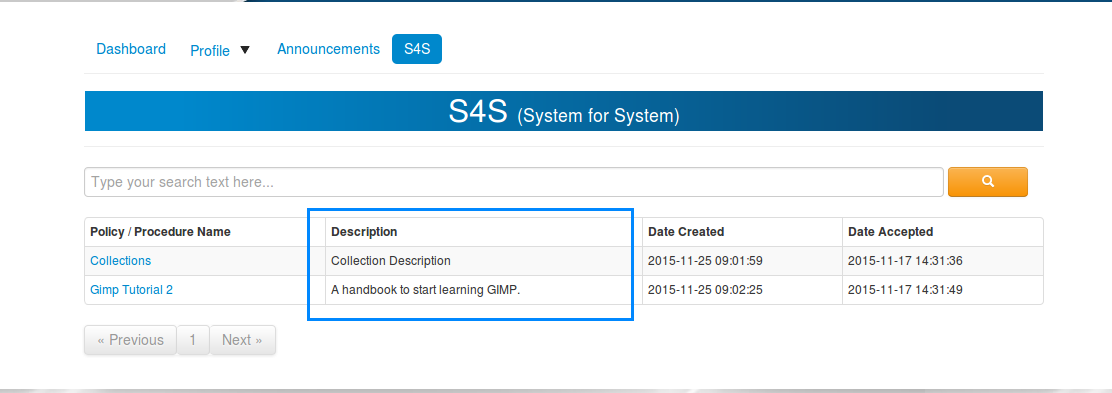 Dashboard Profile ▼ Announcements S4S
S4S (System for System)
Type your search text here...
Policy / Procedure Name Description Date Created Date Accepted
Collections Collection Description 2015-11-25 09:01:59 2015-11-17 14:31:36
Gimp Tutorial 2 A handbook to start learning GIMP. 2015-11-25 09:02:25 2015-11-17 14:31:49
« Previous 1 Next »